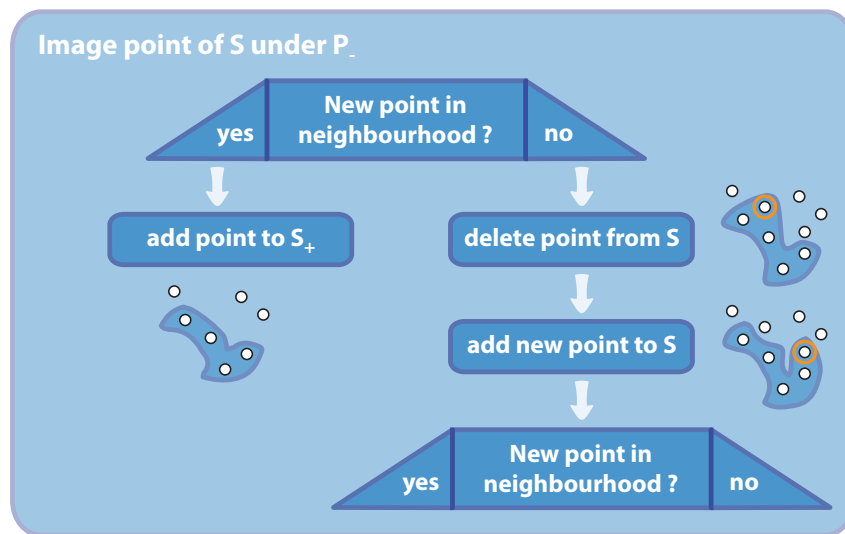 Image point of S under P_
New point in
neighbourhood ?
yes
no
add point to S+
delete point from S
add new point to S
New point in
neighbourhood ?
yes
no